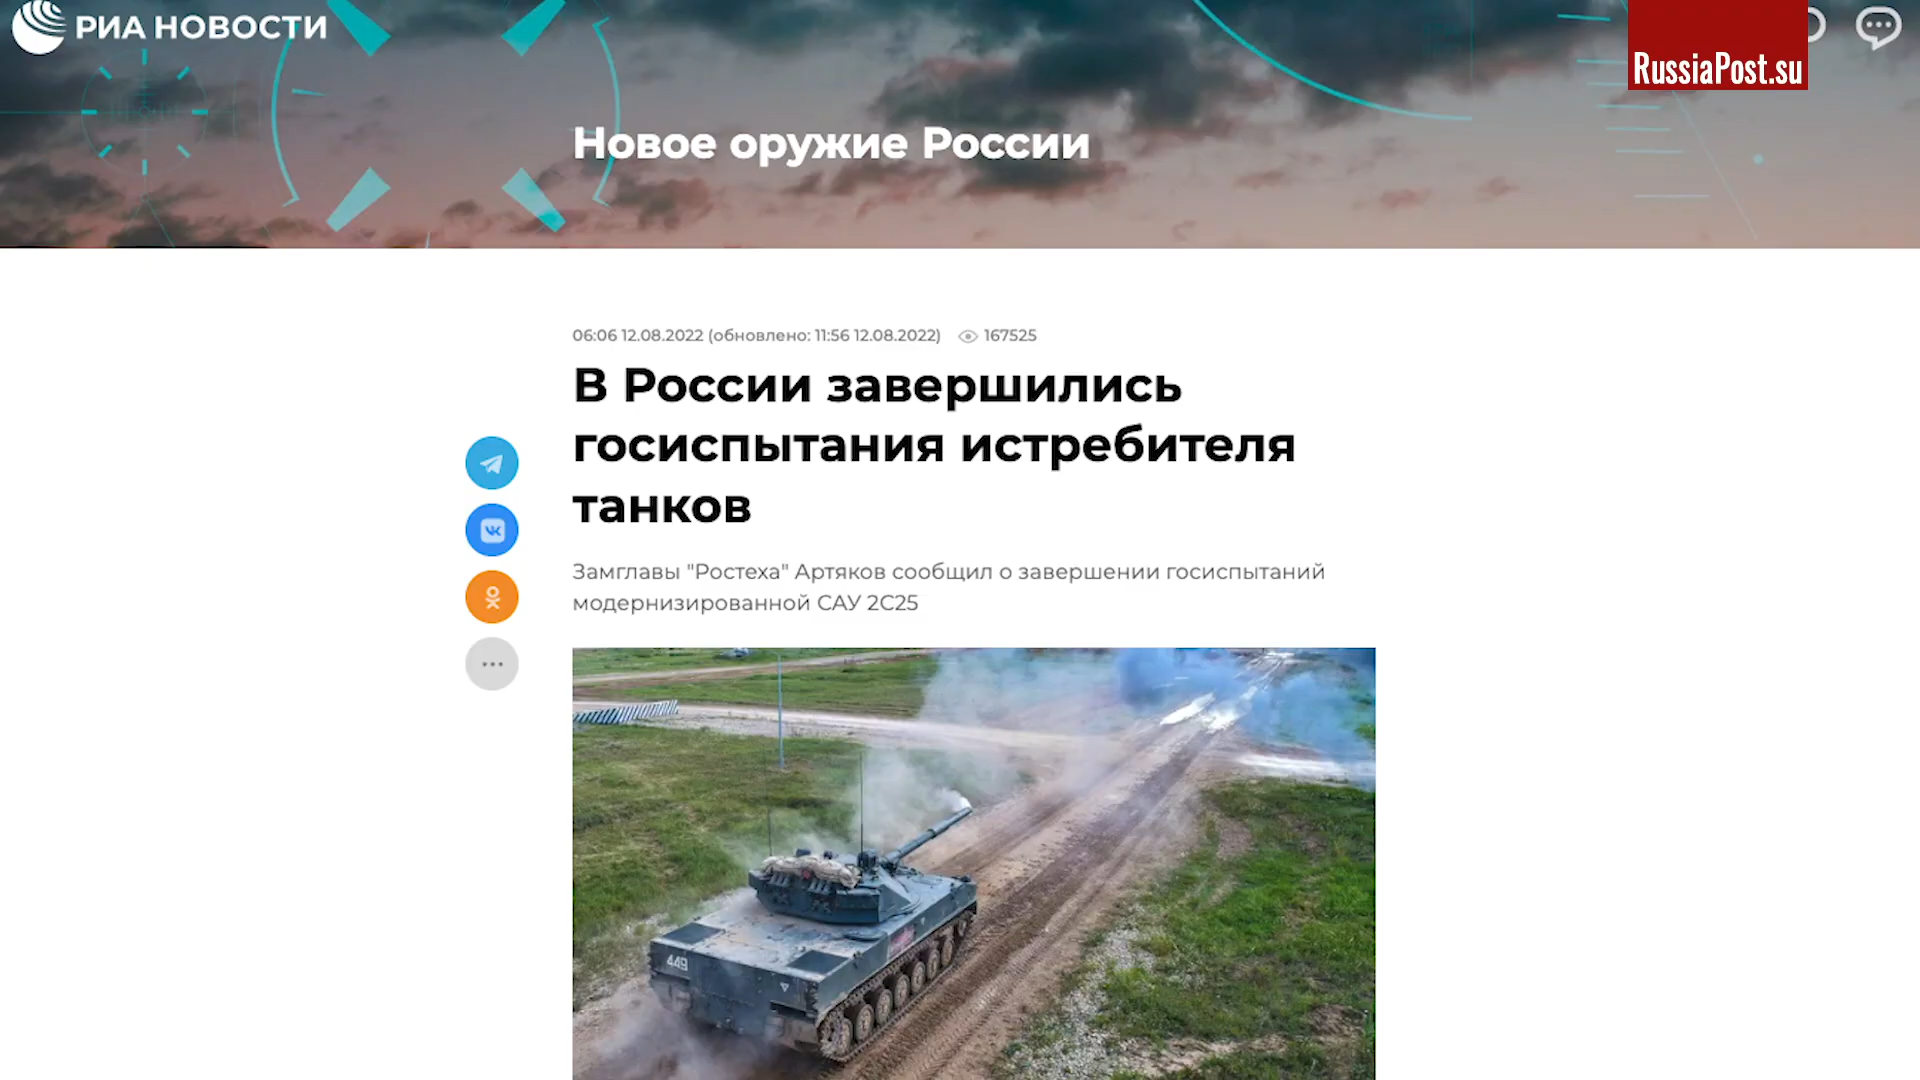 РИА НОВОСТИ
RussiaPost.su
Новое оружие России
06:06 12.08.2022 (обновлено: 11:56 12.08.2022) 167525
В России завершились
госиспытания истребителя
танков
Замглавы "Ростеха" Артяков сообщил о завершении госиспытаний
модернизированной САУ 2С25
449